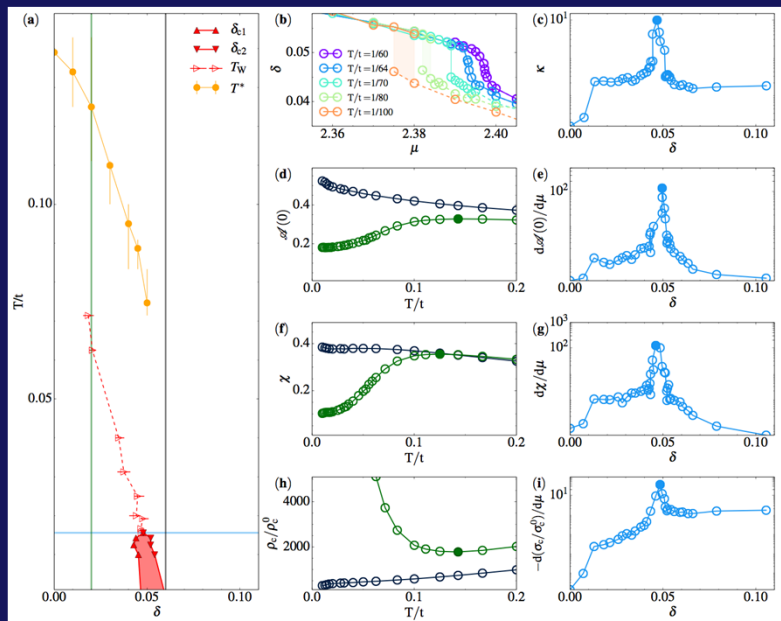 (a)
δc1
δc2
TW
T*
T/t
0.10
0.05
0.00
0.05
0.10
δ
(b)
δ
0.05
0.04
T/t =1/60
T/t =1/64
T/t =1/70
T/t =1/80
T/t =1/100
2.36
2.38
2.40
μ
(c)
κ
10¹
0.00
0.05
0.10
δ
(d)
𝒜(0)
0.4
0.2
0.0
0.1
0.2
T/t
(e)
d𝒜(0)/dμ
10²
0.00
0.05
0.10
δ
(f)
χ
0.4
0.2
0.0
0.1
0.2
T/t
(g)
dχ/dμ
10³
10²
0.00
0.05
0.10
δ
(h)
ρc/ρc⁰
4000
2000
0
0.0
0.1
0.2
T/t
(i)
-d(σc/σc⁰)/dμ
10¹
0.00
0.05
0.10
δ